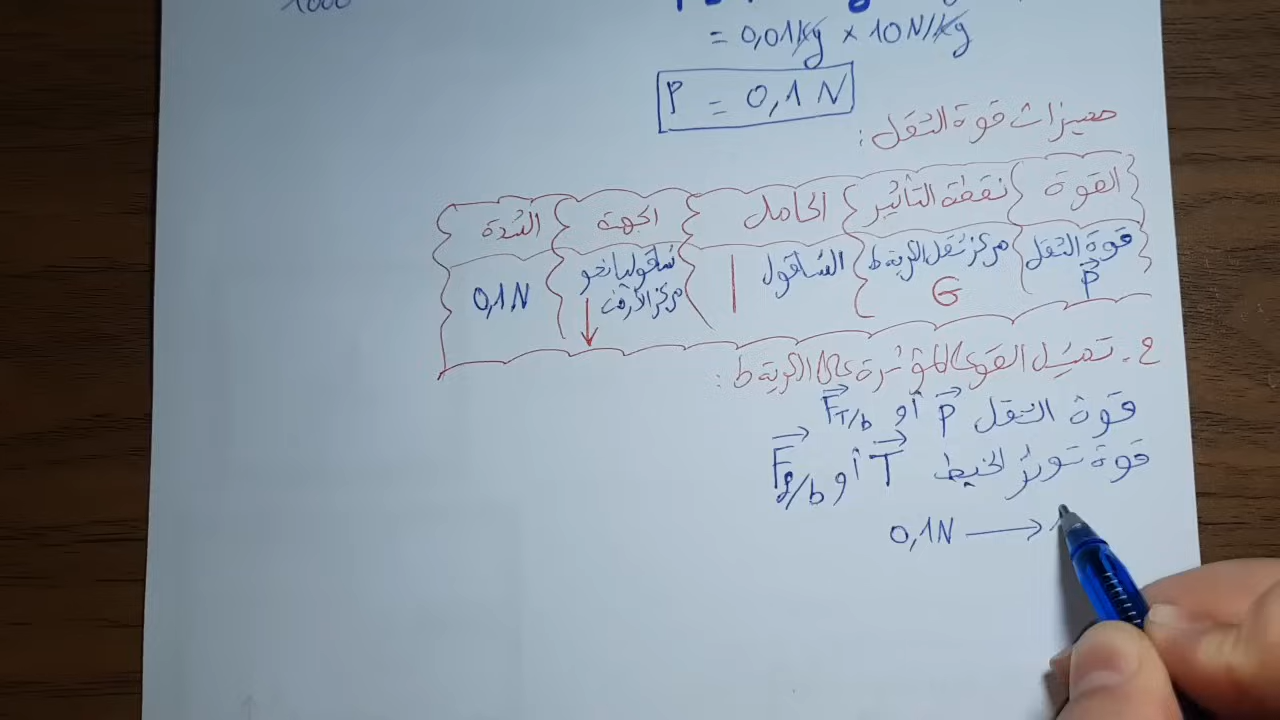 1000
= 0,01kg × 10N/kg
P = 0,1 N
مميزات قوة الثقل :
القوة نقطة التأثير الحامل الجهة الشدة
قوة الثقل مركز ثقل الكرية b الشاقول شاقوليا نحو 0,1N
P G | مركز الأرض
2- تمثيل القوى المؤثرة على الكرية b :
قوة الثقل P أو F T/b
قوة توتر الخيط T أو F f/b
0,1N → 1